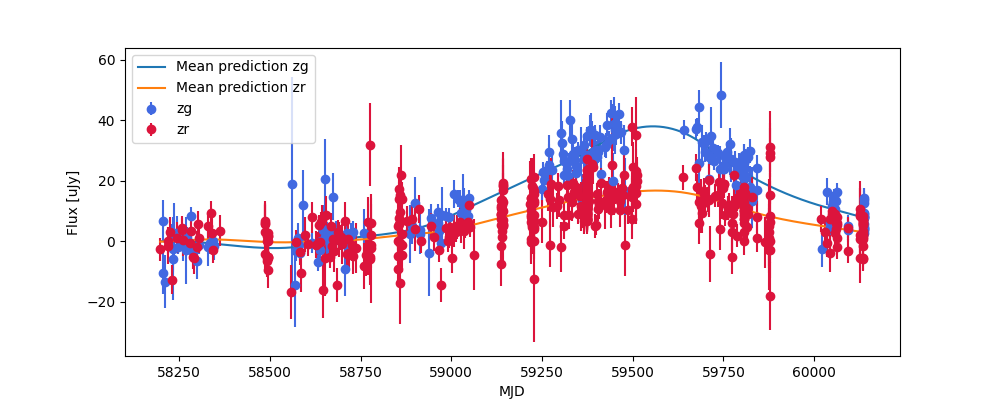 Mean prediction zg
Mean prediction zr
zg
zr
60
40
20
0
−20
Flux [uJy]
58250 58500 58750 59000 59250 59500 59750 60000
MJD